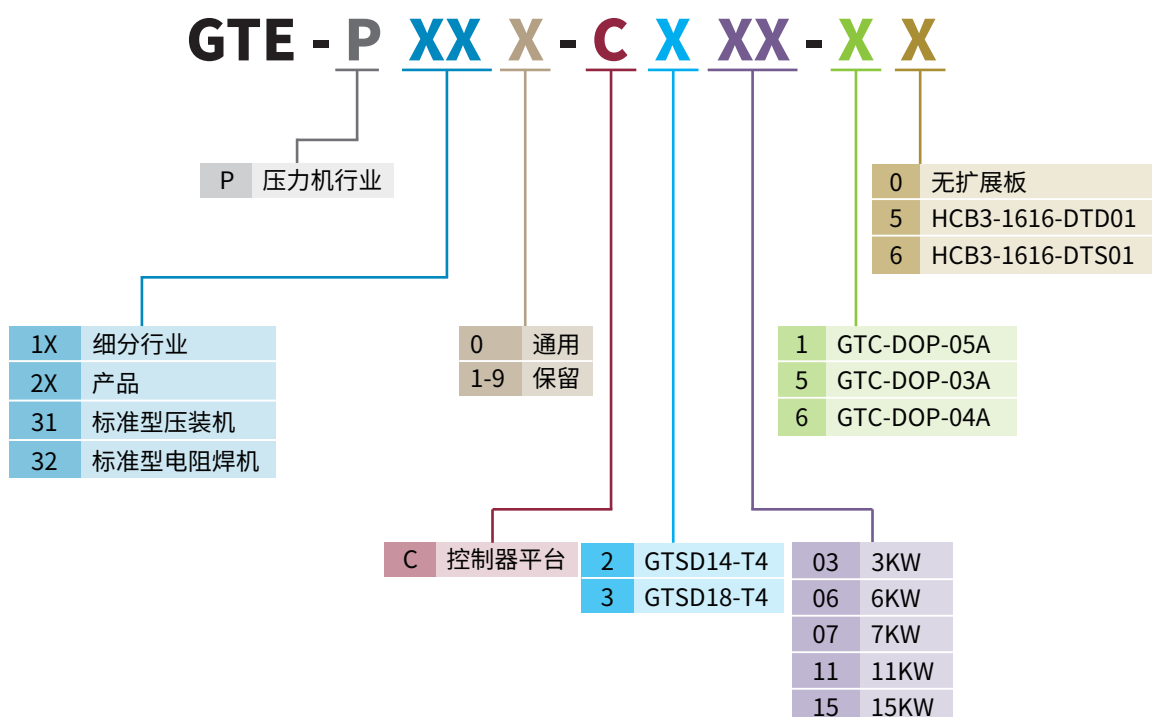 GTE - P XX X - C X XX - X X
P 压力机行业
0 无扩展板
5 HCB3-1616-DTD01
6 HCB3-1616-DTS01
1X 细分行业
2X 产品
31 标准型压装机
32 标准型电阻焊机
0 通用
1-9 保留
1 GTC-DOP-05A
5 GTC-DOP-03A
6 GTC-DOP-04A
C 控制器平台
2 GTSD14-T4
3 GTSD18-T4
03 3KW
06 6KW
07 7KW
11 11KW
15 15KW